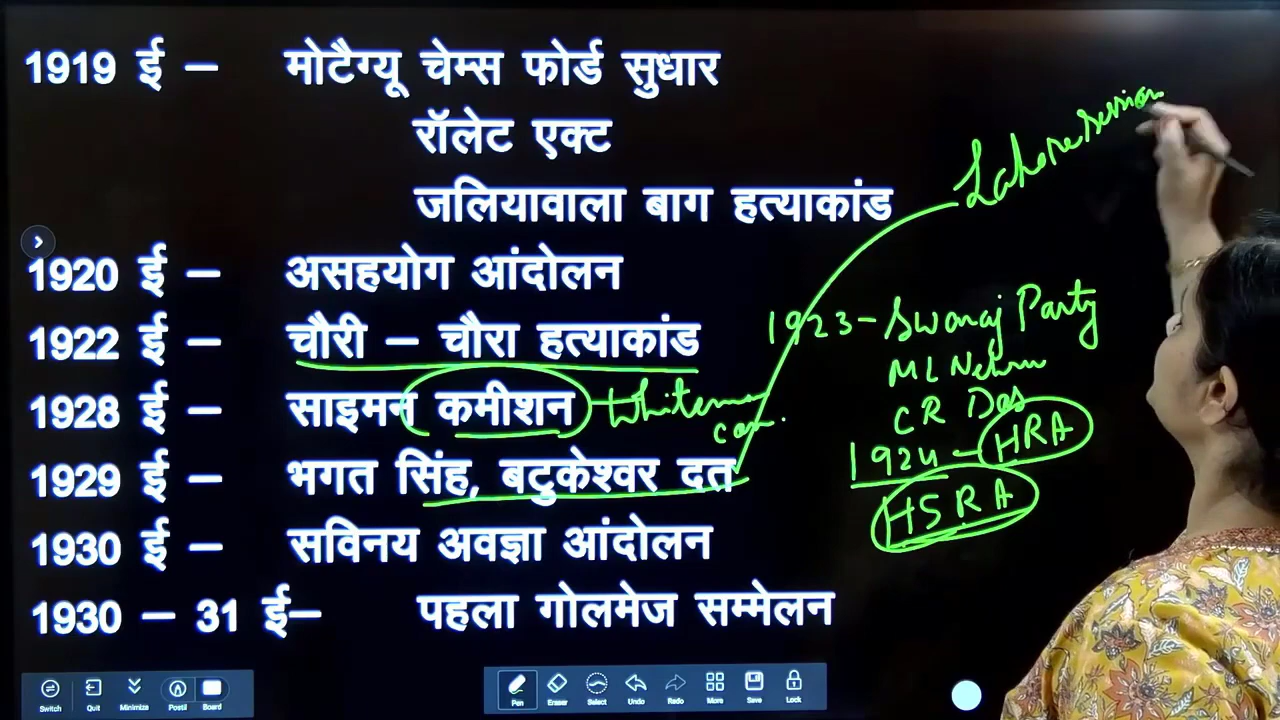 1919 ई – मोटैग्यू चेम्स फोर्ड सुधार
रॉलेट एक्ट
जलियावाला बाग हत्याकांड
1920 ई – असहयोग आंदोलन
1922 ई – चौरी – चौरा हत्याकांड
1928 ई – साइमन कमीशन
1929 ई – भगत सिंह, बटुकेश्वर दत
1930 ई – सविनय अवज्ञा आंदोलन
1930 – 31 ई– पहला गोलमेज सम्मेलन
Lahore Session
1923 – Swaraj Party
M L Nehru
C R Das
1924 – HRA
HSRA
Switch
Quit
Minimize
Postil
Board
Pen
Eraser
Select
Undo
Redo
More
Save
Lock